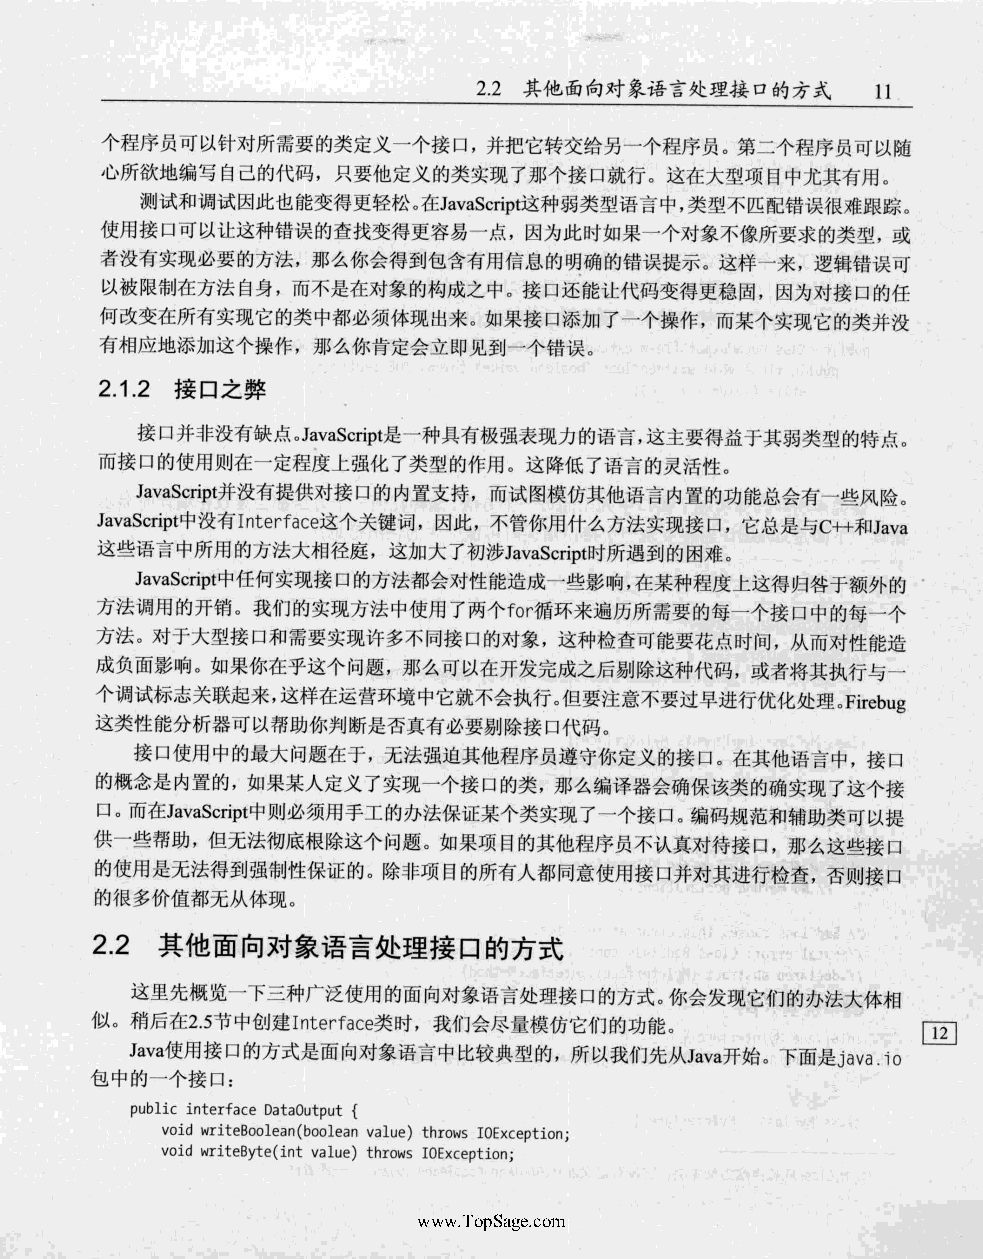 2.2 其他面向对象语言处理接口的方式 11
个程序员可以针对所需要的类定义一个接口，并把它转交给另一个程序员。第二个程序员可以随
心所欲地编写自己的代码，只要他定义的类实现了那个接口就行。这在大型项目中尤其有用。
测试和调试因此也能变得更轻松。在JavaScript这种弱类型语言中，类型不匹配错误很难跟踪。
使用接口可以让这种错误的查找变得更容易一点，因为此时如果一个对象不像所要求的类型，或
者没有实现必要的方法，那么你会得到包含有用信息的明确的错误提示。这样一来，逻辑错误可
以被限制在方法自身，而不是在对象的构成之中。接口还能让代码变得更稳固，因为对接口的任
何改变在所有实现它的类中都必须体现出来。如果接口添加了一个操作，而某个实现它的类并没
有相应地添加这个操作，那么你肯定会立即见到一个错误。
2.1.2 接口之弊
接口并非没有缺点。JavaScript是一种具有极强表现力的语言，这主要得益于其弱类型的特点。
而接口的使用则在一定程度上强化了类型的作用。这降低了语言的灵活性。
JavaScript并没有提供对接口的内置支持，而试图模仿其他语言内置的功能总会有一些风险。
JavaScript中没有Interface这个关键词，因此，不管你用什么方法实现接口，它总是与C++和Java
这些语言中所用的方法大相径庭，这加大了初涉JavaScript时所遇到的困难。
JavaScript中任何实现接口的方法都会对性能造成一些影响，在某种程度上这得归咎于额外的
方法调用的开销。我们的实现方法中使用了两个for循环来遍历所需要的每一个接口中的每一个
方法。对于大型接口和需要实现许多不同接口的对象，这种检查可能要花点时间，从而对性能造
成负面影响。如果你在乎这个问题，那么可以在开发完成之后剔除这种代码，或者将其执行与一
个调试标志关联起来，这样在运营环境中它就不会执行。但要注意不要过早进行优化处理。Firebug
这类性能分析器可以帮助你判断是否真有必要剔除接口代码。
接口使用中的最大问题在于，无法强迫其他程序员遵守你定义的接口。在其他语言中，接口
的概念是内置的，如果某人定义了实现一个接口的类，那么编译器会确保该类的确实现了这个接
口。而在JavaScript中则必须用手工的办法保证某个类实现了一个接口。编码规范和辅助类可以提
供一些帮助，但无法彻底根除这个问题。如果项目的其他程序员不认真对待接口，那么这些接口
的使用是无法得到强制性保证的。除非项目的所有人都同意使用接口并对其进行检查，否则接口
的很多价值都无从体现。
2.2 其他面向对象语言处理接口的方式
这里先概览一下三种广泛使用的面向对象语言处理接口的方式。你会发现它们的办法大体相
似。稍后在2.5节中创建Interface类时，我们会尽量模仿它们的功能。
12
Java使用接口的方式是面向对象语言中比较典型的，所以我们先从Java开始。下面是java.io
包中的一个接口：
public interface DataOutput {
void writeBoolean(boolean value) throws IOException;
void writeByte(int value) throws IOException;
www.TopSage.com